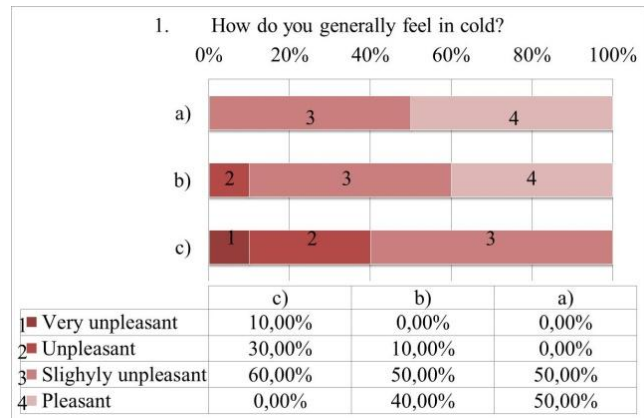 1. How do you generally feel in cold?
0% 20% 40% 60% 80% 100%
a) 3 4
b) 2 3 4
c) 1 2 3
c) b) a)
1 Very unpleasant 10,00% 0,00% 0,00%
2 Unpleasant 30,00% 10,00% 0,00%
3 Slighyly unpleasant 60,00% 50,00% 50,00%
4 Pleasant 0,00% 40,00% 50,00%